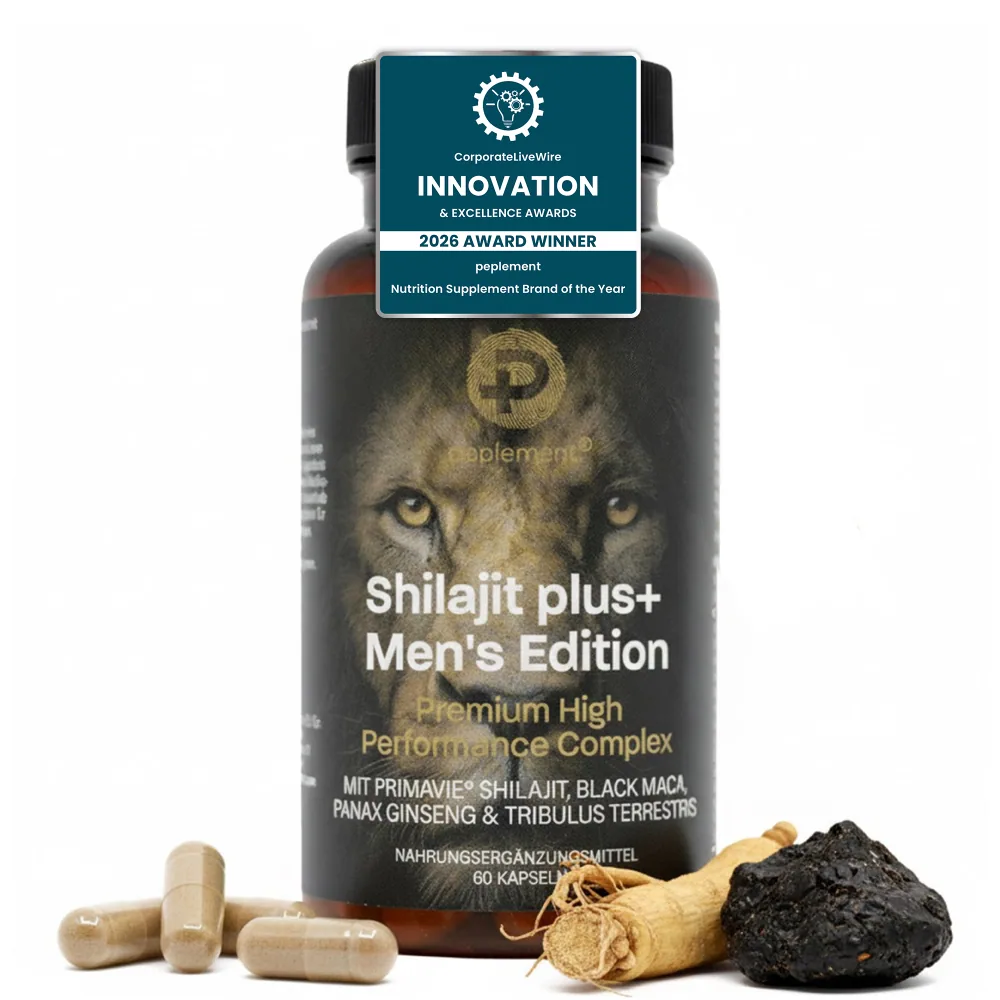 CorporateLiveWire
INNOVATION
& EXCELLENCE AWARDS
2026 AWARD WINNER
peplement
Nutrition Supplement Brand of the Year
peplement®
Shilajit plus+
Men's Edition
Premium High
Performance Complex
MIT PRIMAVIE® SHILAJIT, BLACK MACA,
PANAX GINSENG & TRIBULUS TERRESTRIS
NAHRUNGSERGÄNZUNGSMITTEL
60 KAPSELN